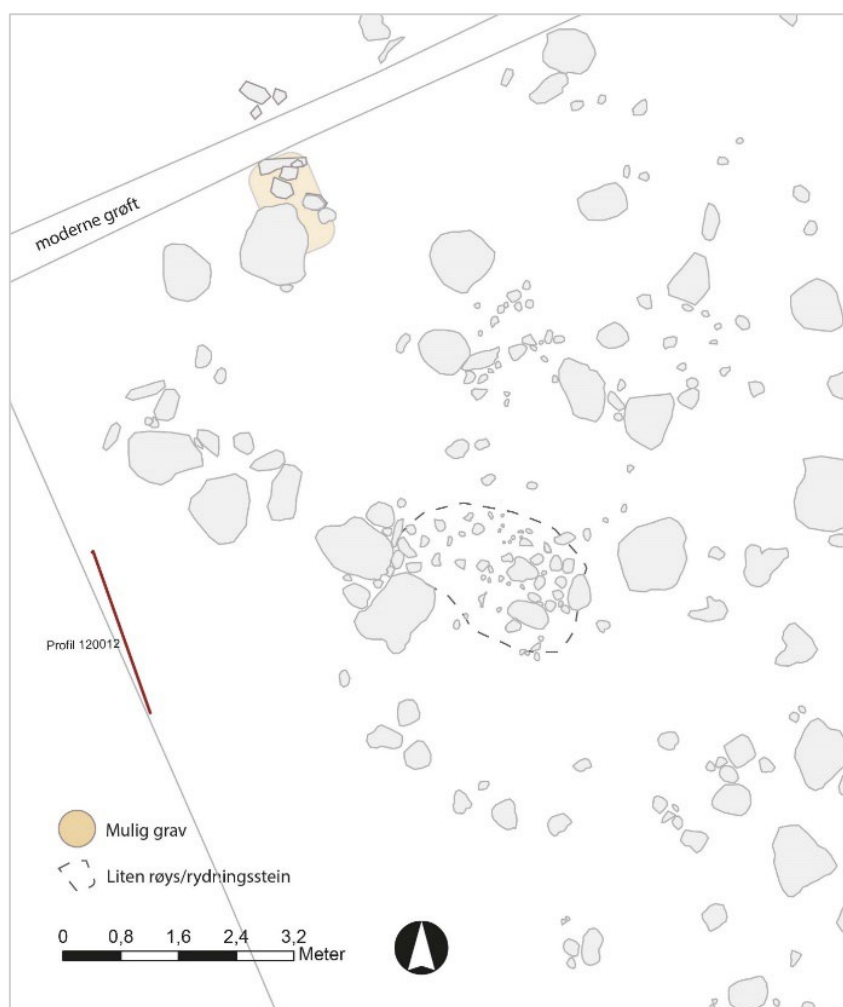 moderne grøft
Profil 120012
Mulig grav
Liten røys/rydningsstein
0 0,8 1,6 2,4 3,2
Meter